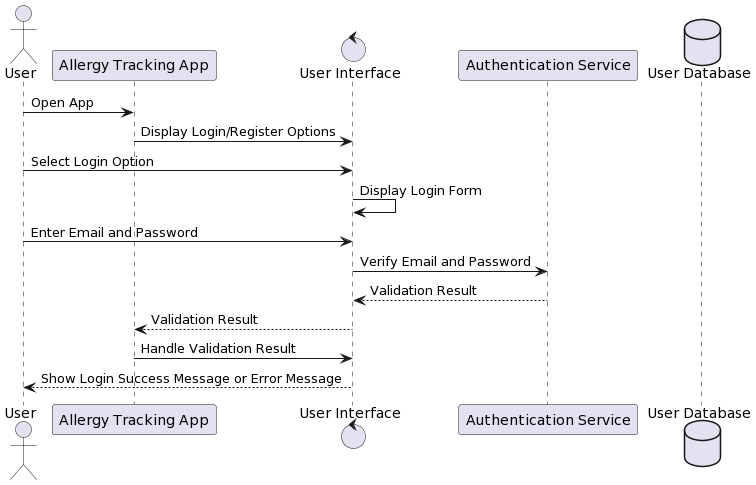 User
Allergy Tracking App
User Interface
Authentication Service
User Database
Open App
Display Login/Register Options
Select Login Option
Display Login Form
Enter Email and Password
Verify Email and Password
Validation Result
Validation Result
Handle Validation Result
Show Login Success Message or Error Message
User
Allergy Tracking App
User Interface
Authentication Service
User Database